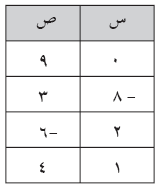 س ص
٠ ٩
٨ – ٣
٢ ٦–
١ ٤